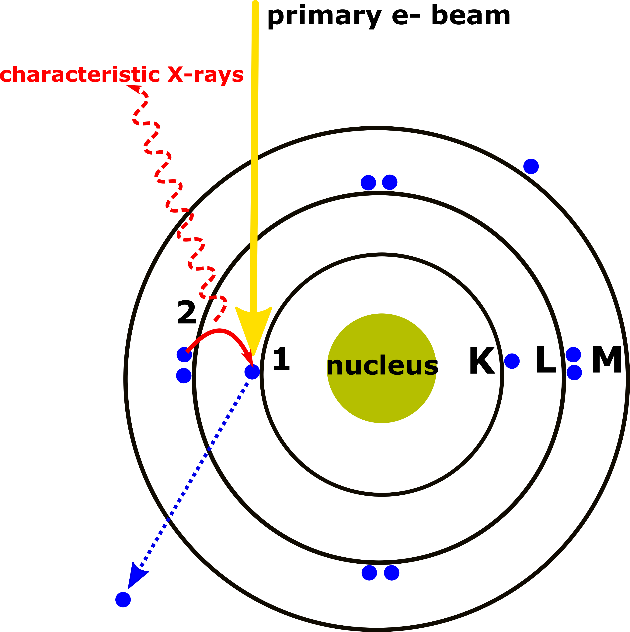 primary e- beam
characteristic X-rays
2
1
nucleus
K
L
M